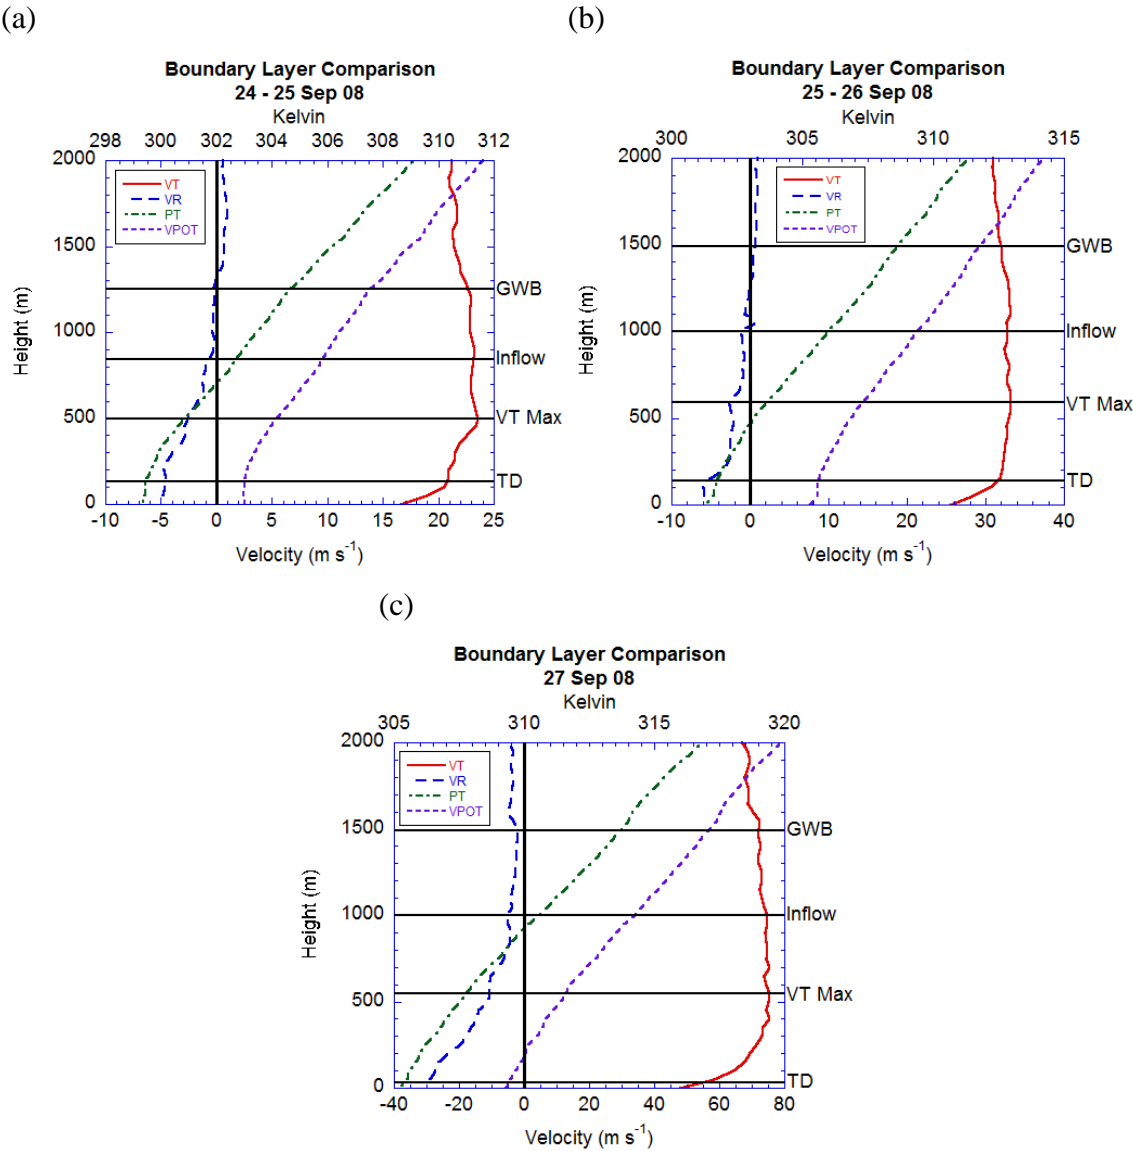 (a)
Boundary Layer Comparison
24 - 25 Sep 08
Kelvin
298 300 302 304 306 308 310 312
2000
1500
1000
500
0
Height (m)
VT
VR
PT
VPOT
GWB
Inflow
VT Max
TD
-10 -5 0 5 10 15 20 25
Velocity (m s-1)
(b)
Boundary Layer Comparison
25 - 26 Sep 08
Kelvin
300 305 310 315
2000
1500
1000
500
0
Height (m)
VT
VR
PT
VPOT
GWB
Inflow
VT Max
TD
-10 0 10 20 30 40
Velocity (m s-1)
(c)
Boundary Layer Comparison
27 Sep 08
Kelvin
305 310 315 320
2000
1500
1000
500
0
Height (m)
VT
VR
PT
VPOT
GWB
Inflow
VT Max
TD
-40 -20 0 20 40 60 80
Velocity (m s-1)